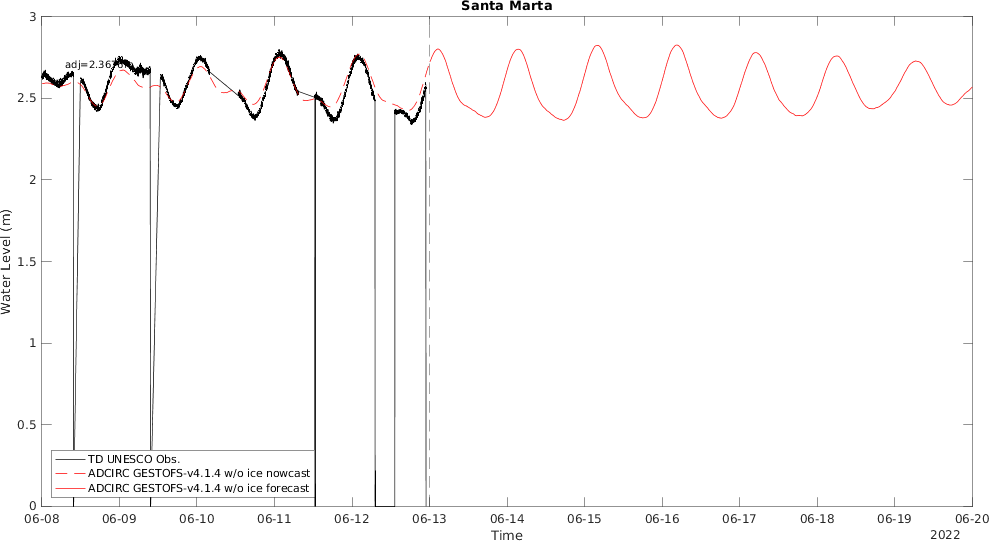 Santa Marta
3
2.5
2
1.5
1
0.5
0
Water Level (m)
TD UNESCO Obs.
ADCIRC GESTOFS-v4.1.4 w/o ice nowcast
ADCIRC GESTOFS-v4.1.4 w/o ice forecast
06-08 06-09 06-10 06-11 06-12 06-13 06-14 06-15 06-16 06-17 06-18 06-19 06-20
Time
2022